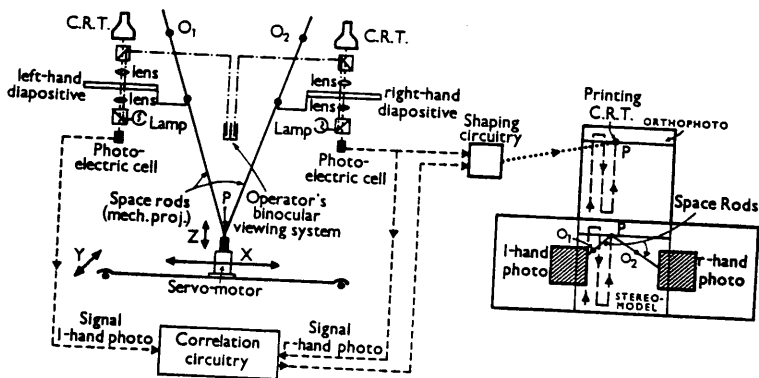 C.R.T.
O1
O2
C.R.T.
left-hand
diapositive
lens
lens
Lamp
Photo-
electric cell
lens
lens
right-hand
diapositive
Lamp
Photo-
electric cell
Space rods
(mech. proj.)
P
Operator's
binocular
viewing system
Z
X
Y
Servo-motor
Signal
l-hand photo
Correlation
circuitry
Signal
r-hand photo
Shaping
circuitry
Printing
C.R.T.
ORTHOPHOTO
P
Space Rods
P
O1
O2
l-hand
photo
r-hand
photo
STEREO-
MODEL